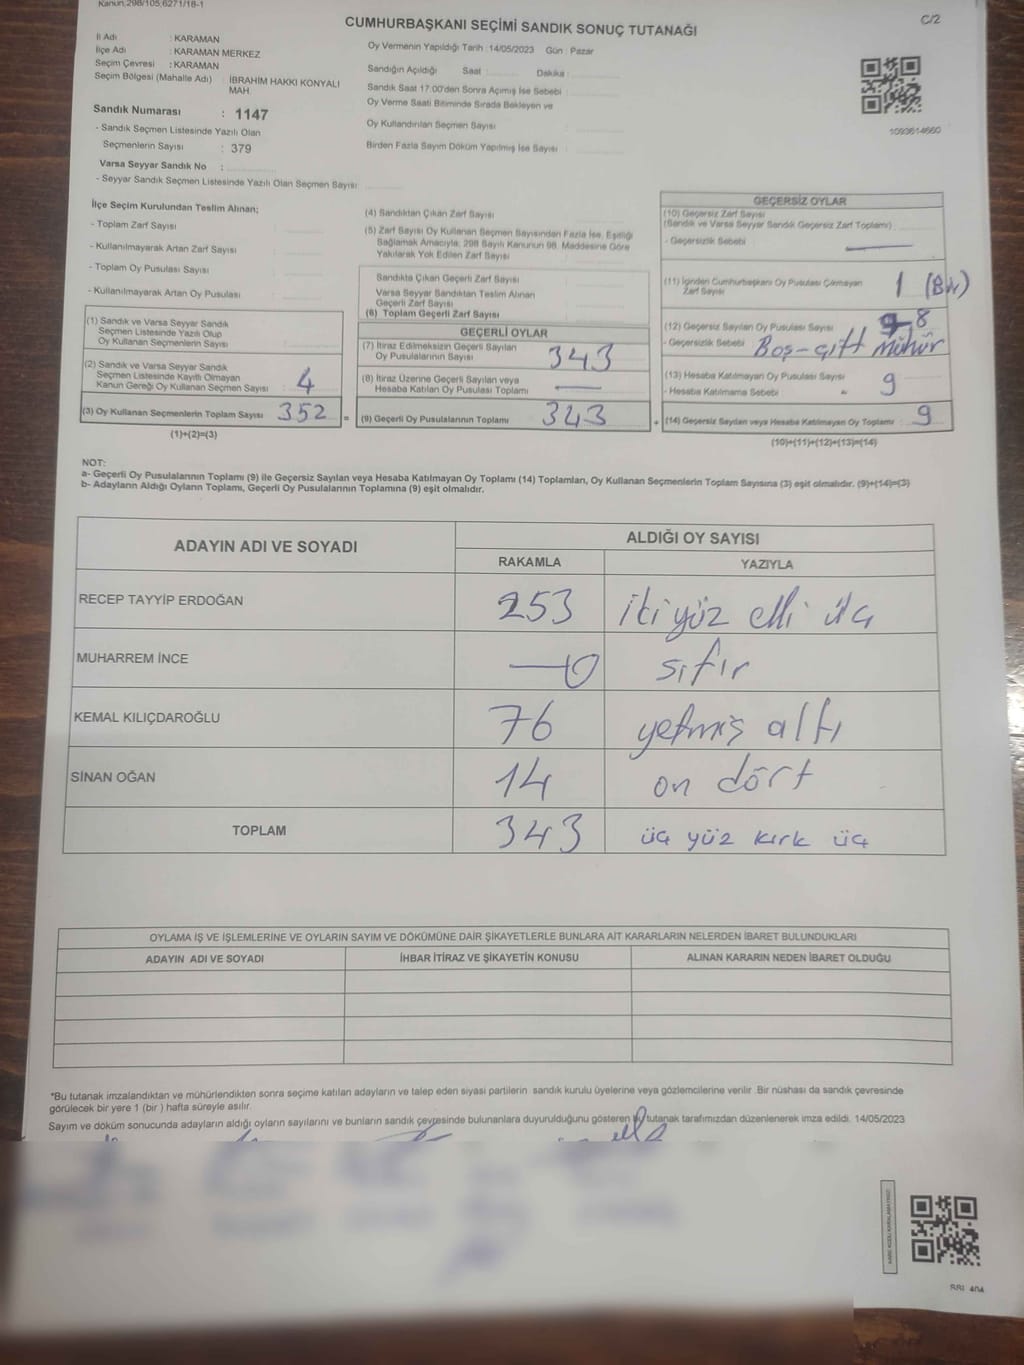 Kanun:298/105,6271/18-1
C/2
CUMHURBAŞKANI SEÇİMİ SANDIK SONUÇ TUTANAĞI
İl Adı : KARAMAN
İlçe Adı : KARAMAN MERKEZ
Seçim Çevresi : KARAMAN
Seçim Bölgesi (Mahalle Adı) : İBRAHİM HAKKI KONYALI MAH.
Sandık Numarası : 1147
- Sandık Seçmen Listesinde Yazılı Olan
Seçmenlerin Sayısı : 379
Varsa Seyyar Sandık No :
- Seyyar Sandık Seçmen Listesinde Yazılı Olan Seçmen Sayısı
Oy Vermenin Yapıldığı Tarih :14/05/2023 Gün : Pazar
Sandığın Açıldığı Saat : Dakika :
Sandık Saat 17.00'den Sonra Açımış İse Sebebi :
Oy Verme Saati Bitiminde Sırada Bekleyen ve
Oy Kullandırılan Seçmen Sayısı :
Birden Fazla Sayım Döküm Yapılmış İse Sayısı :
1093614660
İlçe Seçim Kurulundan Teslim Alınan;
- Toplam Zarf Sayısı
- Kullanılmayarak Artan Zarf Sayısı
- Toplam Oy Pusulası Sayısı
- Kullanılmayarak Artan Oy Pusulası
(1) Sandık ve Varsa Seyyar Sandık
Seçmen Listesinde Yazılı Olup
Oy Kullanan Seçmenlerin Sayısı
(2) Sandık ve Varsa Seyyar Sandık
Seçmen Listesinde Kayıtlı Olmayan
Kanun Gereği Oy Kullanan Seçmen Sayısı : 4
(3) Oy Kullanan Seçmenlerin Toplam Sayısı 352 =
(1)+(2)=(3)
(4) Sandıktan Çıkan Zarf Sayısı
(5) Zarf Sayısı Oy Kullanan Seçmen Sayısından Fazla İse, Eşitliği
Sağlamak Amacıyla; 298 Sayılı Kanunun 98. Maddesine Göre
Yakılarak Yok Edilen Zarf Sayısı
Sandıkta Çıkan Geçerli Zarf Sayısı
Varsa Seyyar Sandıktan Teslim Alınan
Geçerli Zarf Sayısı
(6) Toplam Geçerli Zarf Sayısı
GEÇERLİ OYLAR
(7) İtiraz Edilmeksizin Geçerli Sayılan
Oy Pusulalarının Sayısı 343
(8) İtiraz Üzerine Geçerli Sayılan veya
Hesaba Katılan Oy Pusulası Toplamı —
(9) Geçerli Oy Pusulalarının Toplamı 343 +
GEÇERSİZ OYLAR
(10) Geçersiz Zarf Sayısı
(Sandık ve Varsa Seyyar Sandık Geçersiz Zarf Toplamı)
- Geçersizlik Sebebi —
(11) İçinden Cumhurbaşkanı Oy Pusulası Çıkmayan
Zarf Sayısı 1 (Bir)
(12) Geçersiz Sayılan Oy Pusulası Sayısı 8
- Geçersizlik Sebebi Boş-çift mühür
(13) Hesaba Katılmayan Oy Pusulası Sayısı 9
- Hesaba Katılmama Sebebi
(14) Geçersiz Sayılan veya Hesaba Katılmayan Oy Toplamı : 9
(10)+(11)+(12)+(13)=(14)
NOT:
a- Geçerli Oy Pusulalarının Toplamı (9) ile Geçersiz Sayılan veya Hesaba Katılmayan Oy Toplamı (14) Toplamları, Oy Kullanan Seçmenlerin Toplam Sayısına (3) eşit olmalıdır. (9)+(14)=(3)
b- Adayların Aldığı Oyların Toplamı, Geçerli Oy Pusulalarının Toplamına (9) eşit olmalıdır.
ADAYIN ADI VE SOYADI ALDIĞI OY SAYISI
RAKAMLA YAZIYLA
RECEP TAYYİP ERDOĞAN 253 ikiyüz elli üç
MUHARREM İNCE —0 sıfır
KEMAL KILIÇDAROĞLU 76 yetmiş altı
SİNAN OĞAN 14 on dört
TOPLAM 343 üç yüz kırk üç
OYLAMA İŞ VE İŞLEMLERİNE VE OYLARIN SAYIM VE DÖKÜMÜNE DAİR ŞİKAYETLERLE BUNLARA AİT KARARLARIN NELERDEN İBARET BULUNDUKLARI
ADAYIN ADI VE SOYADI İHBAR İTİRAZ VE ŞİKAYETİN KONUSU ALINAN KARARIN NEDEN İBARET OLDUĞU
*Bu tutanak imzalandıktan ve mühürlendikten sonra seçime katılan adayların ve talep eden siyasi partilerin sandık kurulu üyelerine veya gözlemcilerine verilir. Bir nüshası da sandık çevresinde
görülecek bir yere 1 (bir) hafta süreyle asılır.
Sayım ve döküm sonucunda adayların aldığı oyların sayılarını ve bunların sandık çevresinde bulunanlara duyurulduğunu gösteren bu tutanak tarafımızdan düzenlenerek imza edildi. 14/05/2023